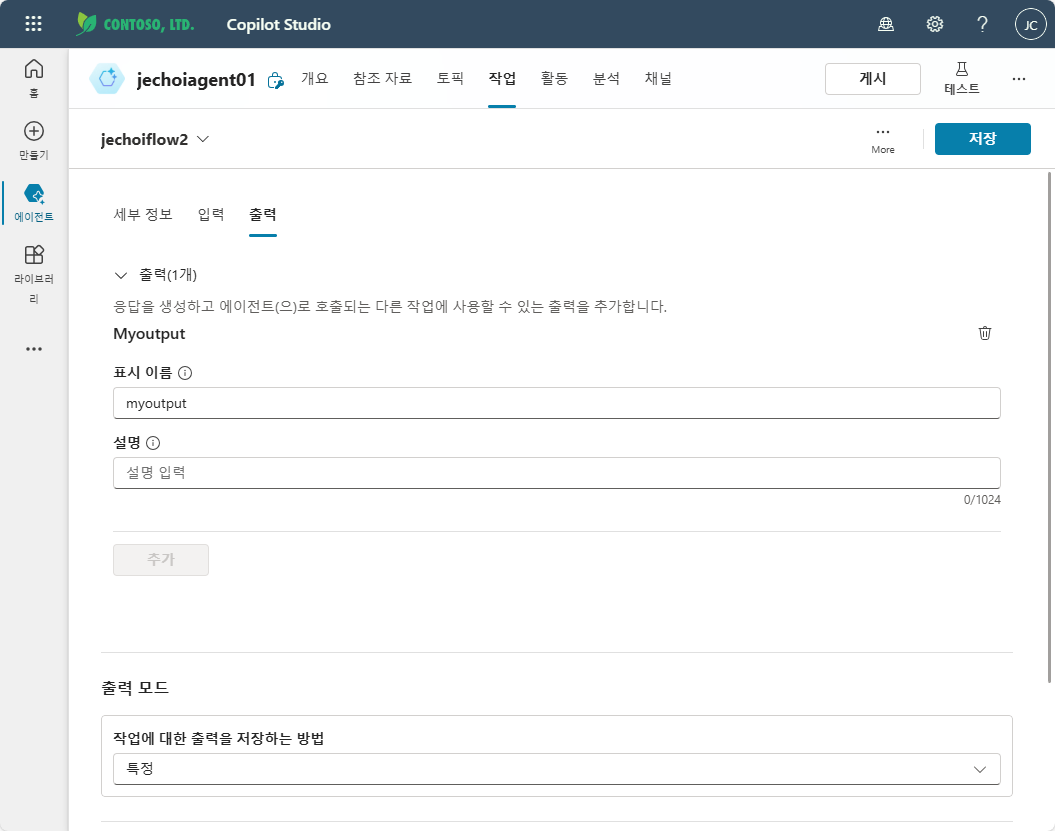 CONTOSO, LTD.
Copilot Studio
JC
홈
만들기
에이전트
라이브러
리
jechoiagent01
개요
참조 자료
토픽
작업
활동
분석
채널
게시
테스트
jechoiflow2
More
저장
세부 정보
입력
출력
출력(1개)
응답을 생성하고 에이전트(으)로 호출되는 다른 작업에 사용할 수 있는 출력을 추가합니다.
Myoutput
표시 이름
myoutput
설명
설명 입력
0/1024
추가
출력 모드
작업에 대한 출력을 저장하는 방법
특정